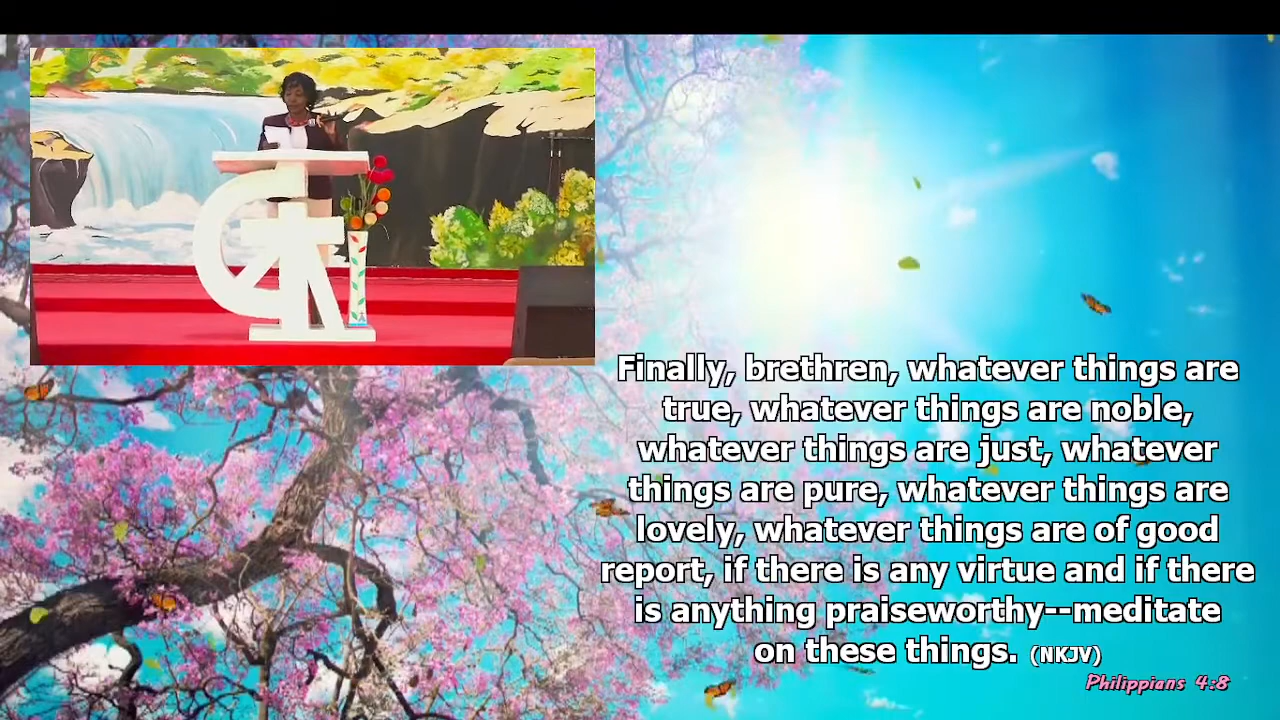 Finally, brethren, whatever things are
true, whatever things are noble,
whatever things are just, whatever
things are pure, whatever things are
lovely, whatever things are of good
report, if there is any virtue and if there
is anything praiseworthy--meditate
on these things. (NKJV)
Philippians 4:8